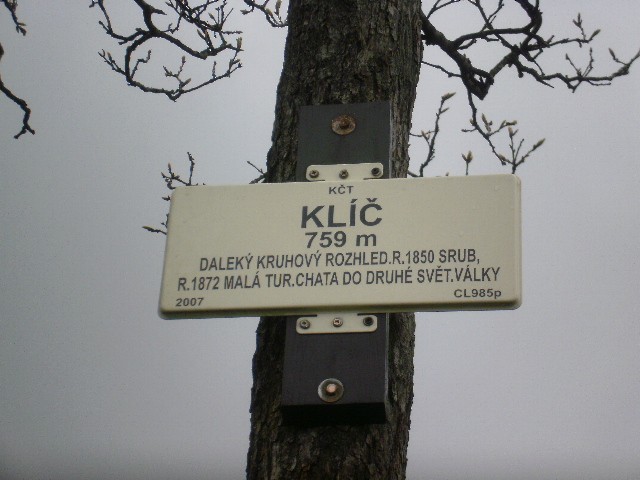 KČT
KLÍČ
759 m
DALEKÝ KRUHOVÝ ROZHLED.R.1850 SRUB,
R.1872 MALÁ TUR.CHATA DO DRUHÉ SVĚT.VÁLKY
2007 CL985p